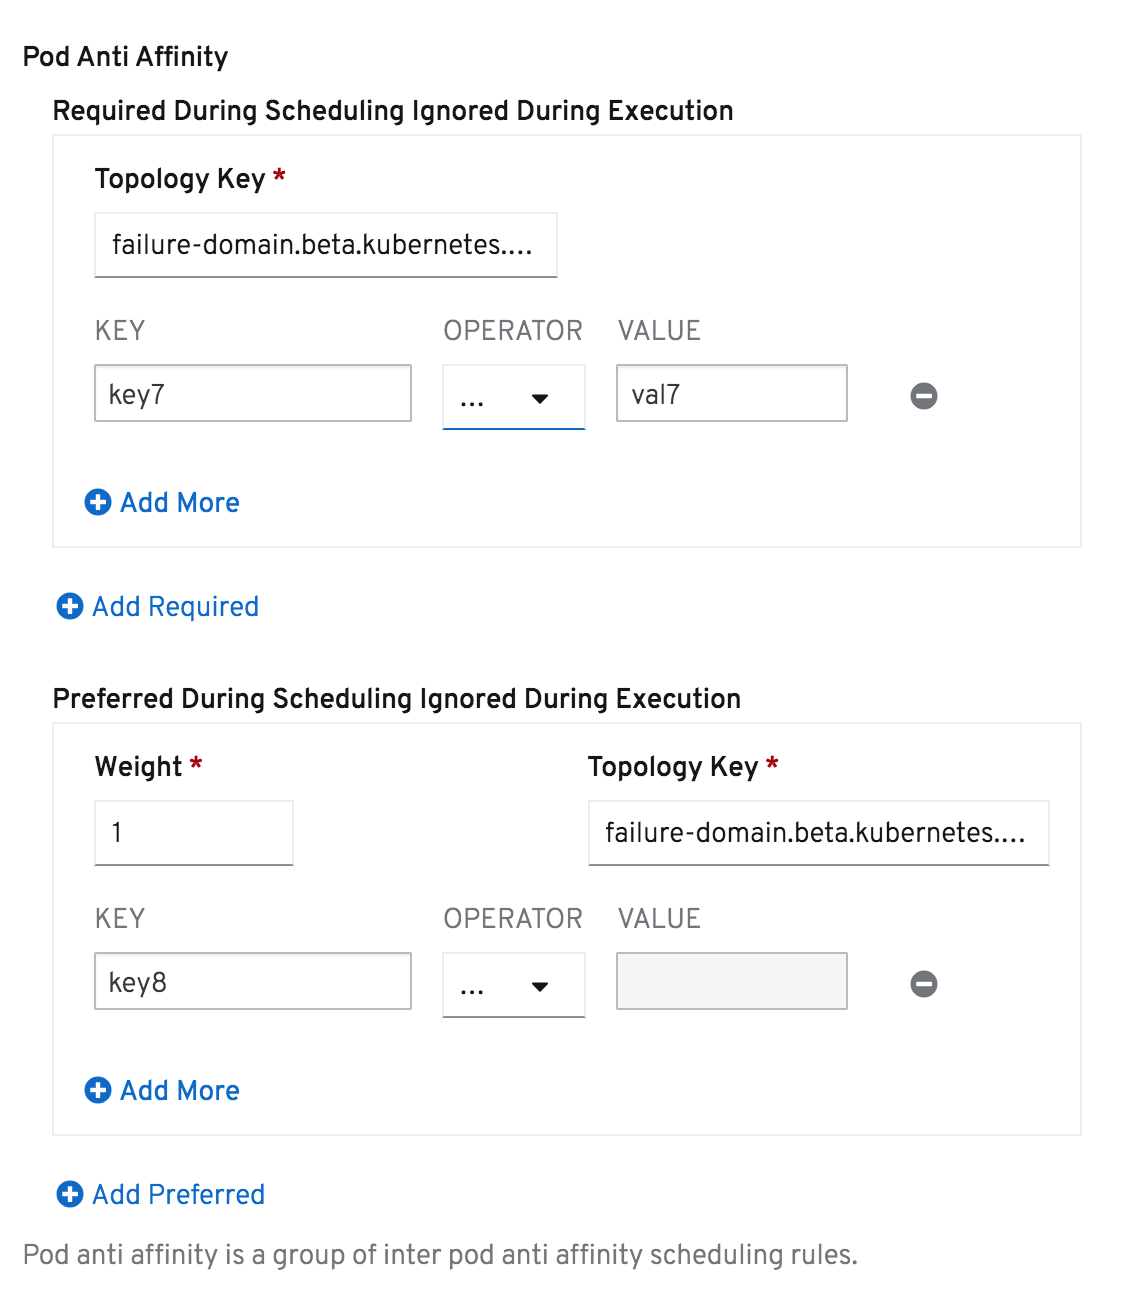 Pod Anti Affinity
Required During Scheduling Ignored During Execution
Topology Key *
failure-domain.beta.kubernetes....
KEY OPERATOR VALUE
key7 ... val7
Add More
Add Required
Preferred During Scheduling Ignored During Execution
Weight * Topology Key *
1 failure-domain.beta.kubernetes....
KEY OPERATOR VALUE
key8 ...
Add More
Add Preferred
Pod anti affinity is a group of inter pod anti affinity scheduling rules.